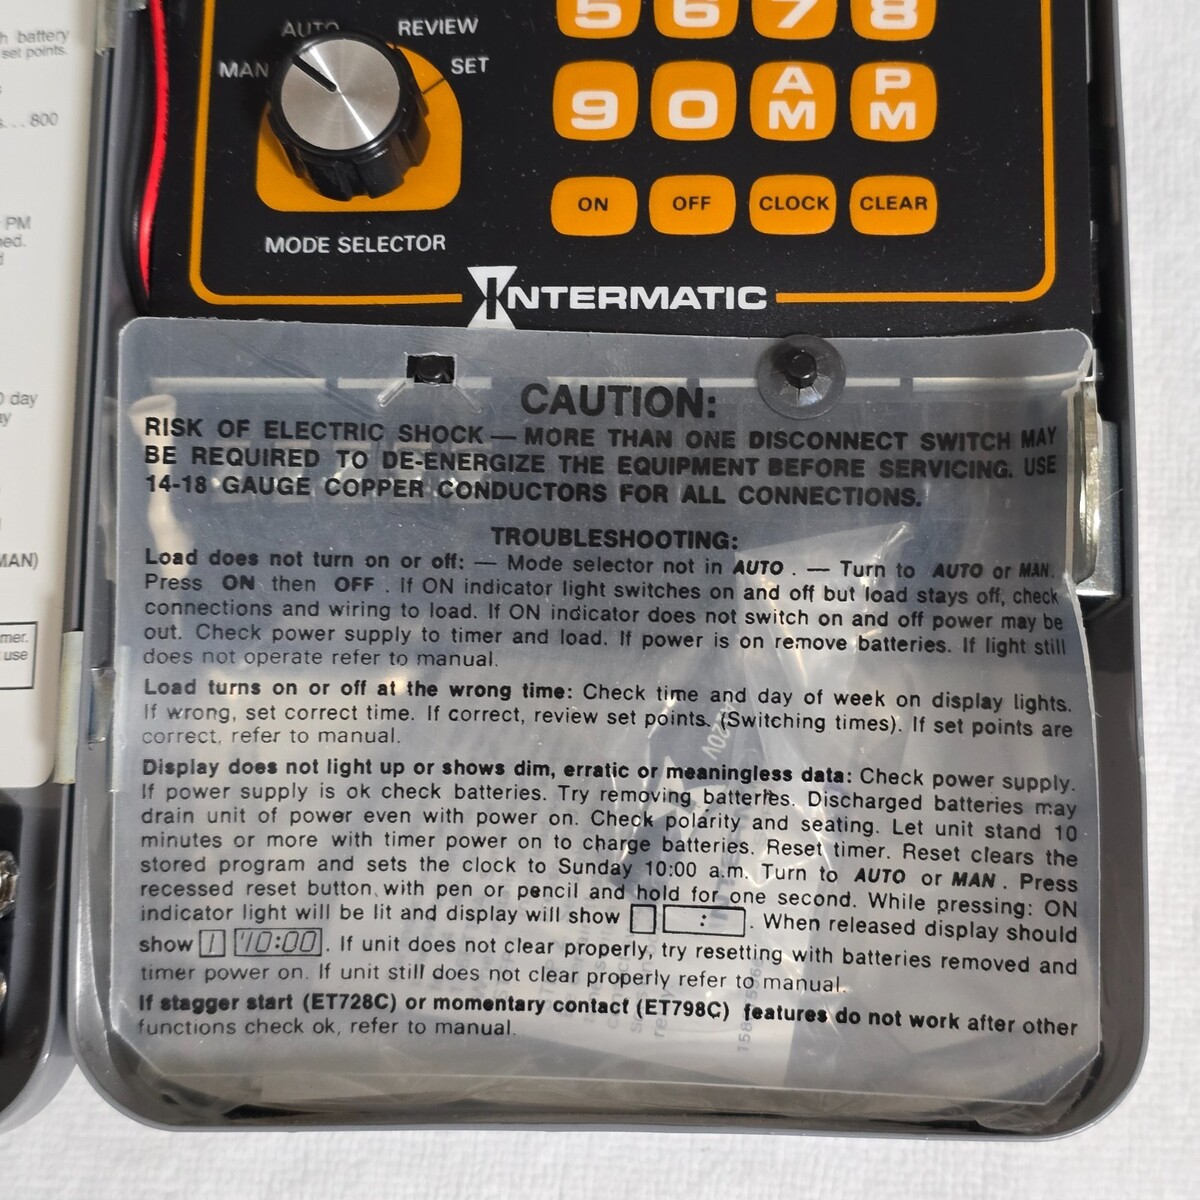 h battery
set points.
... 800
PM
ned.
0 day
MAN)
mer.
use
AUTO
REVIEW
MAN
SET
MODE SELECTOR
5 6 7 8
9 0 AM PM
ON OFF CLOCK CLEAR
INTERMATIC
CAUTION:
RISK OF ELECTRIC SHOCK — MORE THAN ONE DISCONNECT SWITCH MAY
BE REQUIRED TO DE-ENERGIZE THE EQUIPMENT BEFORE SERVICING. USE
14-18 GAUGE COPPER CONDUCTORS FOR ALL CONNECTIONS.
TROUBLESHOOTING:
Load does not turn on or off: — Mode selector not in AUTO . — Turn to AUTO or MAN.
Press ON then OFF . If ON indicator light switches on and off but load stays off, check
connections and wiring to load. If ON indicator does not switch on and off power may be
out. Check power supply to timer and load. If power is on remove batteries. If light still
does not operate refer to manual.
Load turns on or off at the wrong time: Check time and day of week on display lights.
If wrong, set correct time. If correct, review set points. (Switching times). If set points are
correct, refer to manual.
Display does not light up or shows dim, erratic or meaningless data: Check power supply.
If power supply is ok check batteries. Try removing batteries. Discharged batteries may
drain unit of power even with power on. Check polarity and seating. Let unit stand 10
minutes or more with timer power on to charge batteries. Reset timer. Reset clears the
stored program and sets the clock to Sunday 10:00 a.m. Turn to AUTO or MAN . Press
recessed reset button with pen or pencil and hold for one second. While pressing: ON
indicator light will be lit and display will show : . When released display should
show 1 10:00 . If unit does not clear properly, try resetting with batteries removed and
timer power on. If unit still does not clear properly refer to manual.
If stagger start (ET728C) or momentary contact (ET798C) features do not work after other
functions check ok, refer to manual.